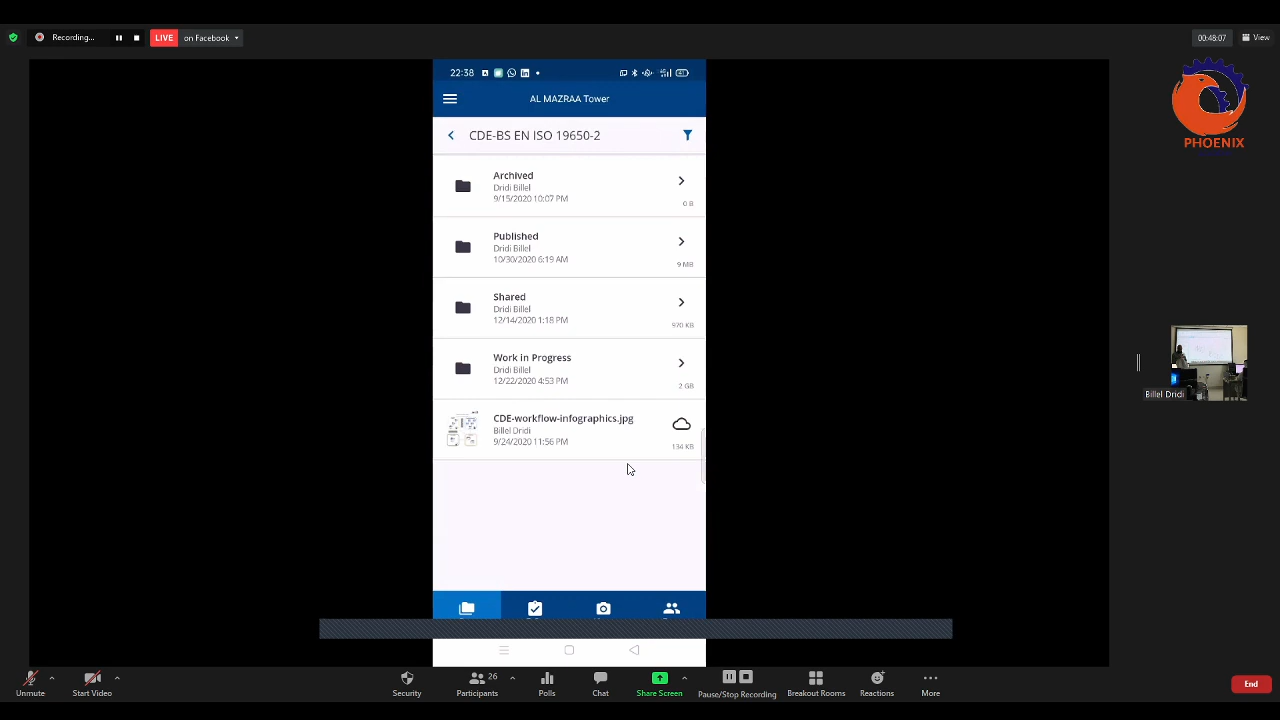 Recording...
LIVE on Facebook
00:48:07 View
22:38
AL MAZRAA Tower
CDE-BS EN ISO 19650-2
Archived
Dridi Billel
9/15/2020 10:07 PM
0 B
Published
Dridi Billel
10/30/2020 6:19 AM
9 MB
Shared
Dridi Billel
12/14/2020 1:18 PM
970 KB
Work in Progress
Dridi Billel
12/22/2020 4:53 PM
2 GB
CDE-workflow-infographics.jpg
Billel Dridi
9/24/2020 11:56 PM
134 KB
PHOENIX
Billel Dridi
Unmute
Start Video
Security
Participants 26
Polls
Chat
Share Screen
Pause/Stop Recording
Breakout Rooms
Reactions
More
End